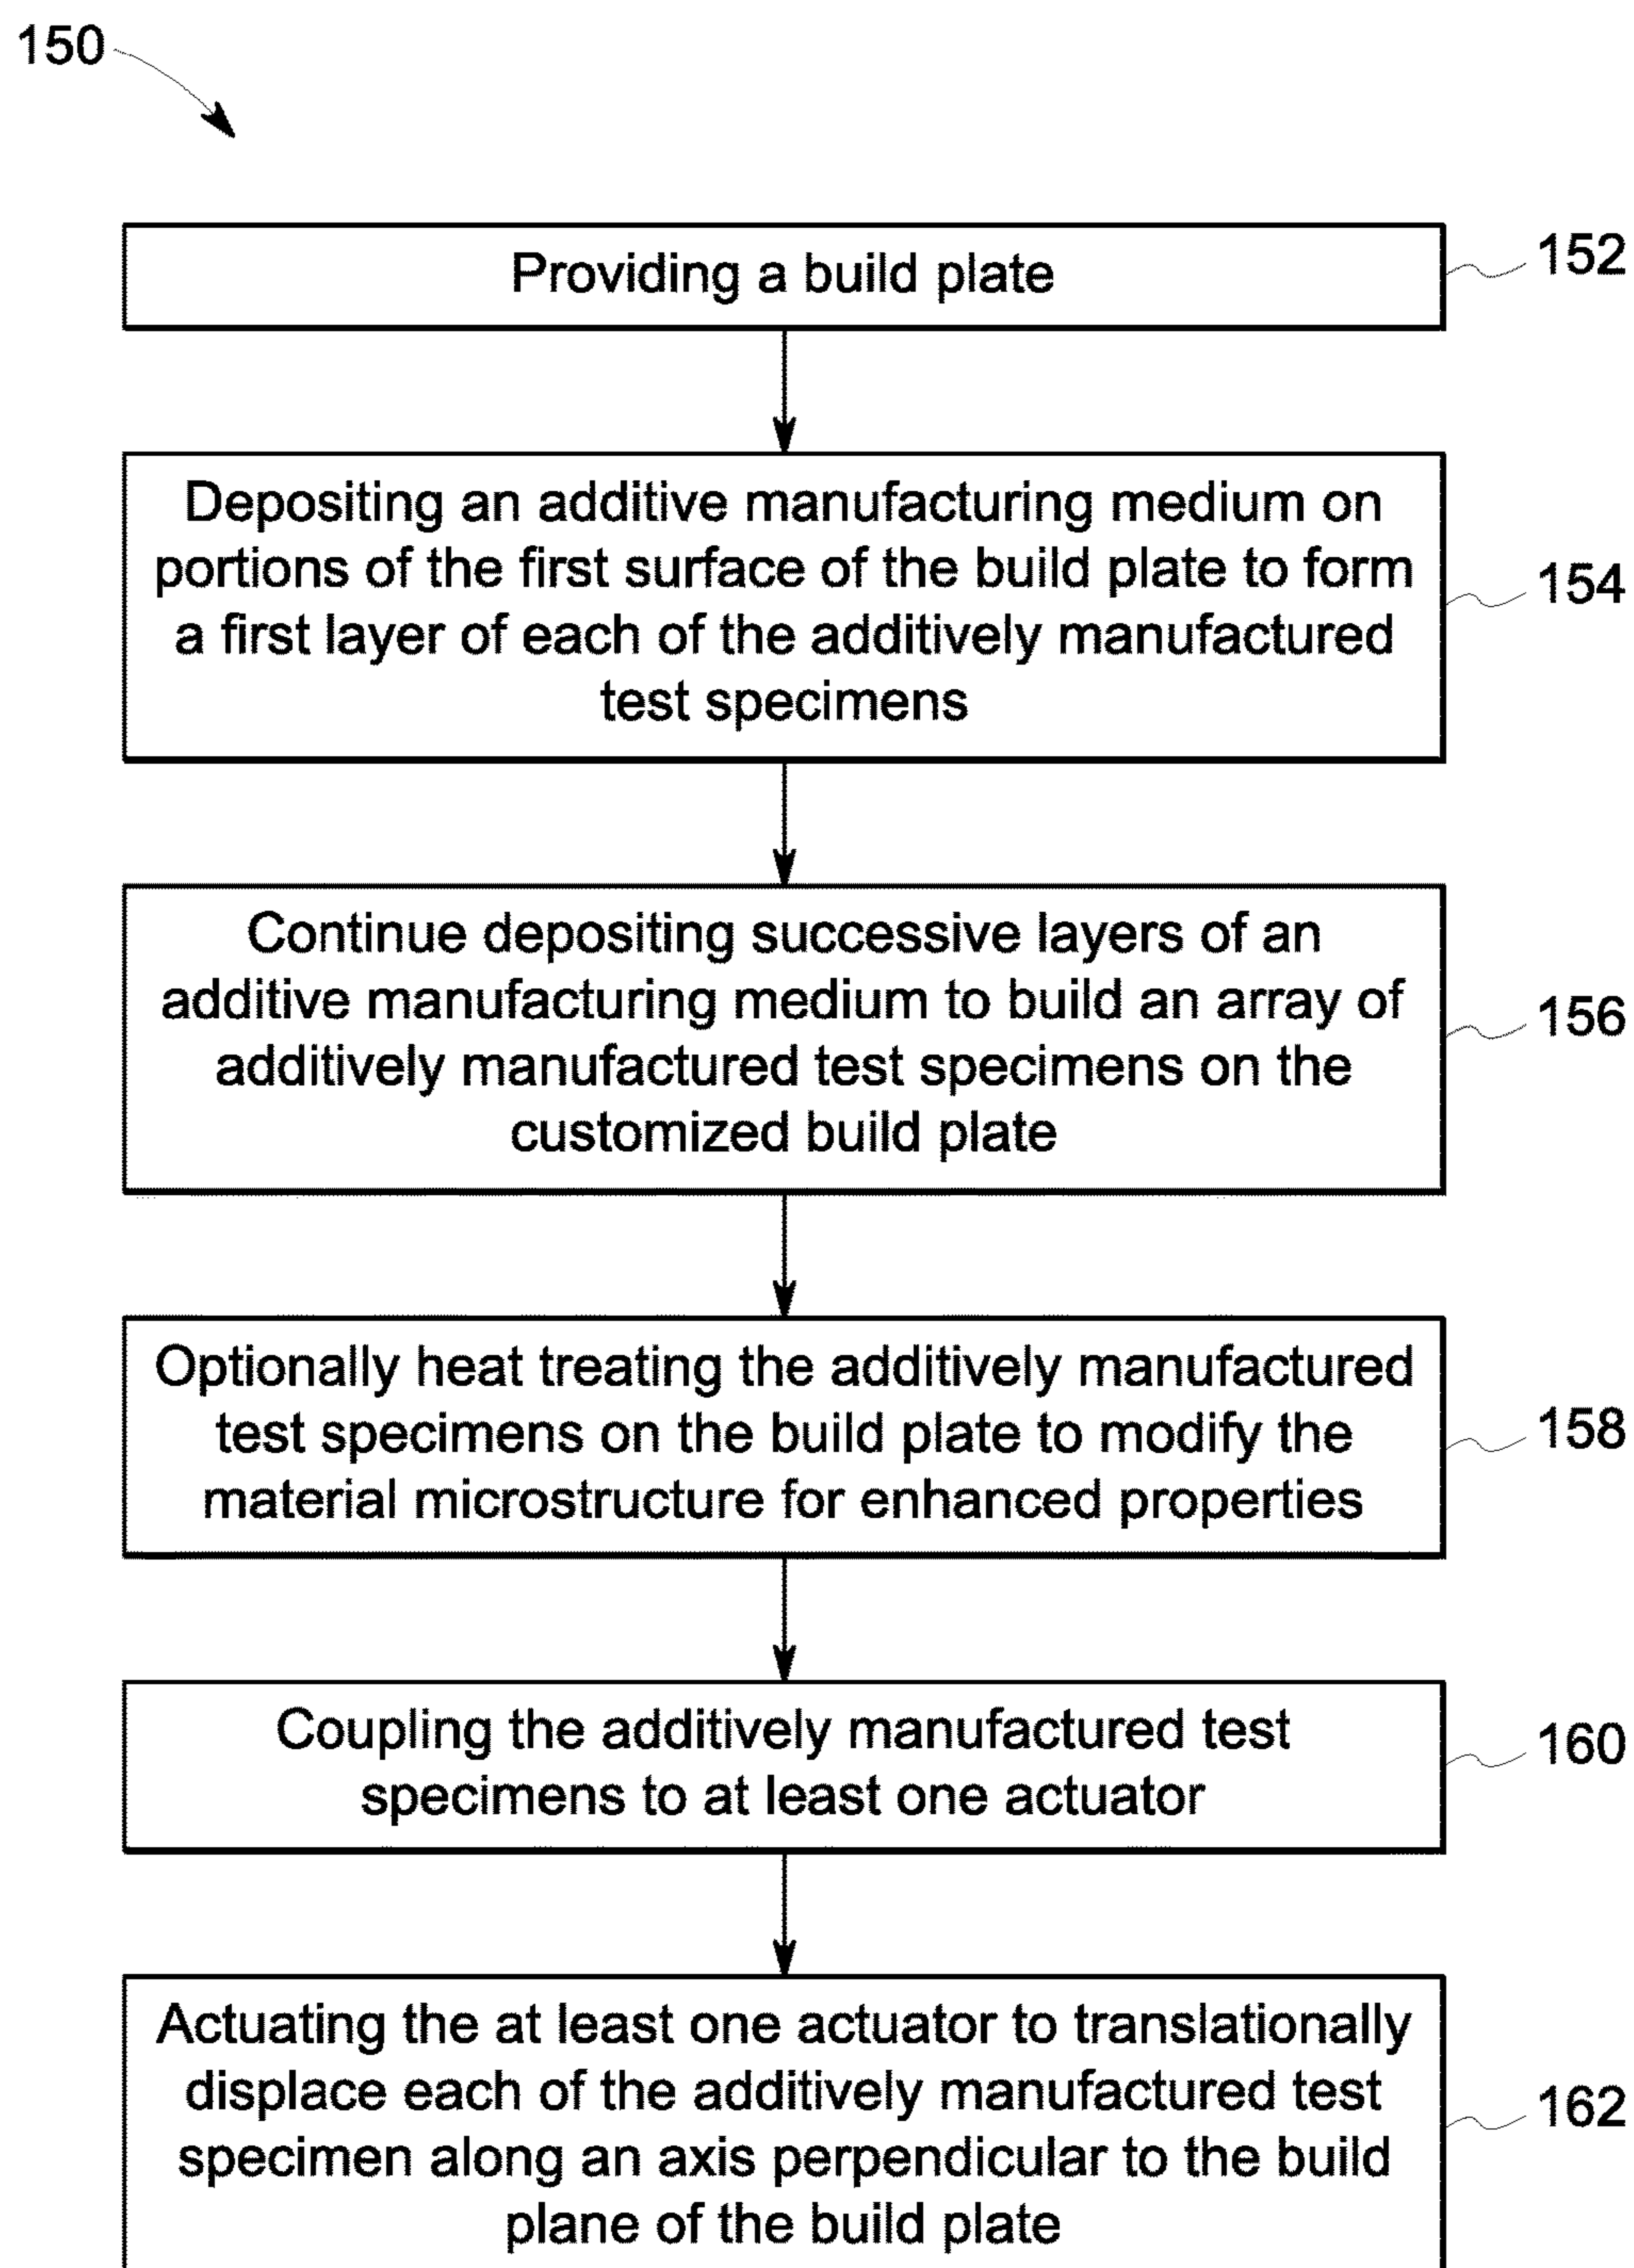 150
Providing a build plate
152
Depositing an additive manufacturing medium on
portions of the first surface of the build plate to form
a first layer of each of the additively manufactured
test specimens
154
Continue depositing successive layers of an
additive manufacturing medium to build an array of
additively manufactured test specimens on the
customized build plate
156
Optionally heat treating the additively manufactured
test specimens on the build plate to modify the
material microstructure for enhanced properties
158
Coupling the additively manufactured test
specimens to at least one actuator
160
Actuating the at least one actuator to translationally
displace each of the additively manufactured test
specimen along an axis perpendicular to the build
plane of the build plate
162